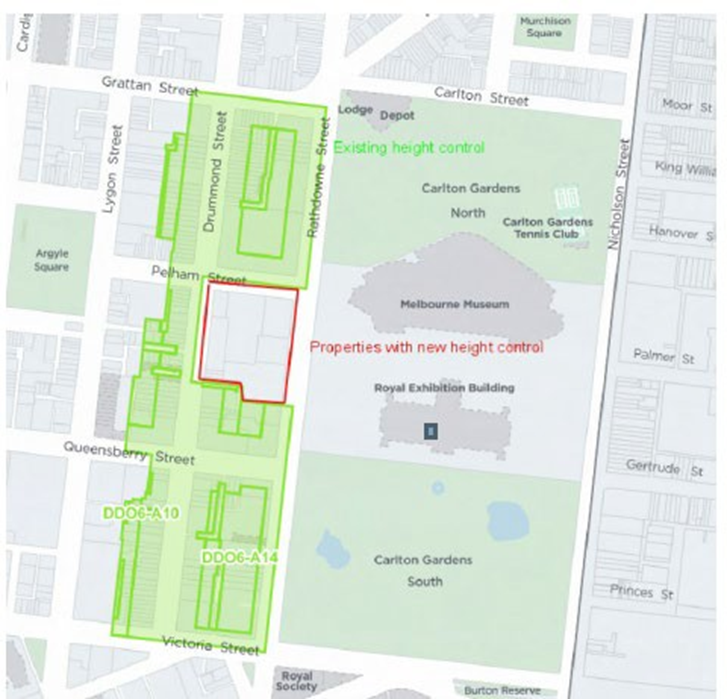 Murchison
Square
Cardig
Grattan Street
Carlton Street
Lodge
Depot
Moor St
Lygon Street
Drummond Street
Rathdowne Street
Existing height control
Nicholson Street
King Willia
Carlton Gardens
North
Carlton Gardens
Tennis Club
Hanover S
Argyle
Square
Pelham Street
Melbourne Museum
Properties with new height control
Palmer St
Royal Exhibition Building
Queensberry Street
Gertrude St
DDO6-A10
DDO6-A14
Carlton Gardens
South
Princes St
Victoria Street
Royal
Society
Burton Reserve